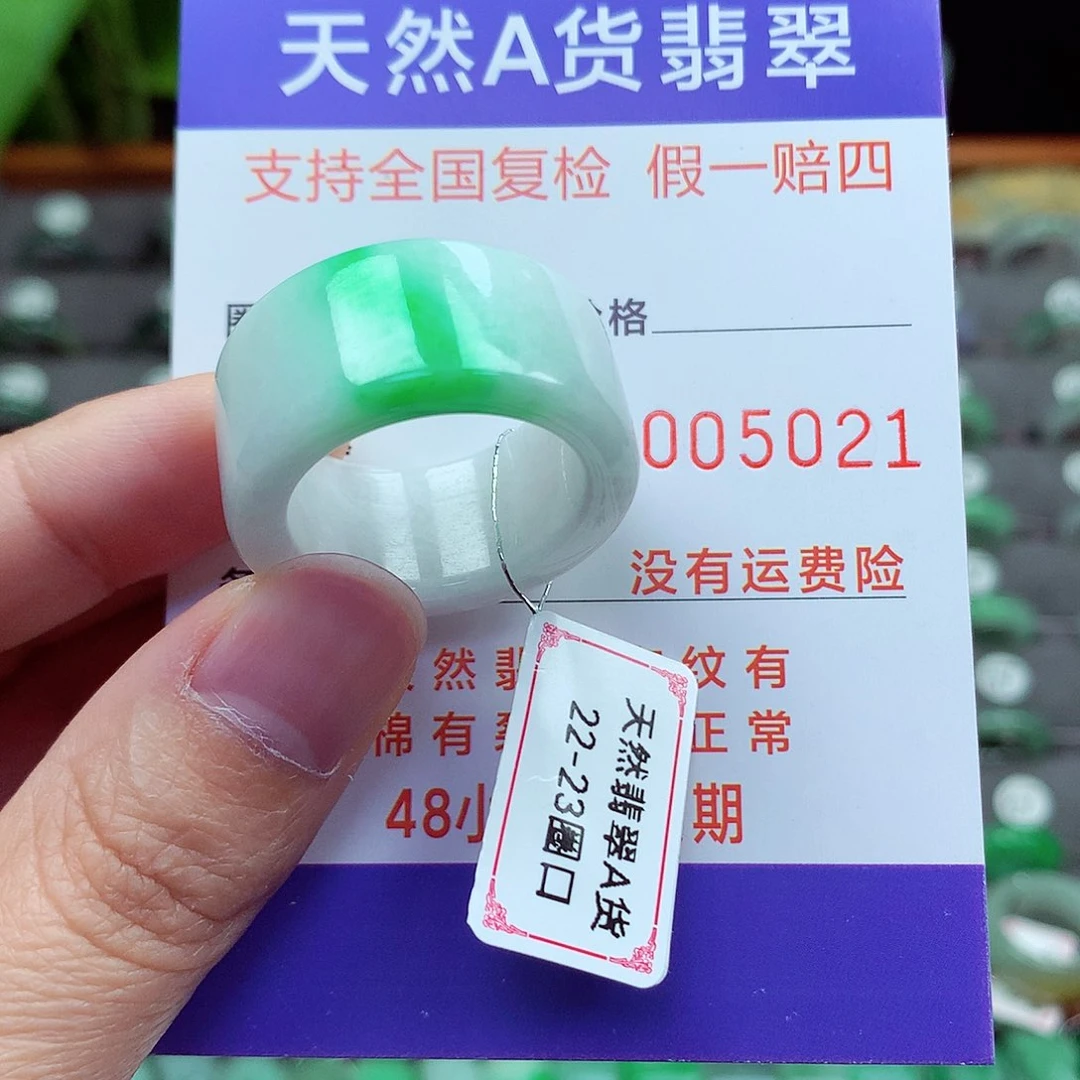 天然A货翡翠
支持全国复检 假一赔四
格
005021
没有运费险
然翡 纹有
棉有 正常
48小 期
天然翡翠A货
22-23圈口